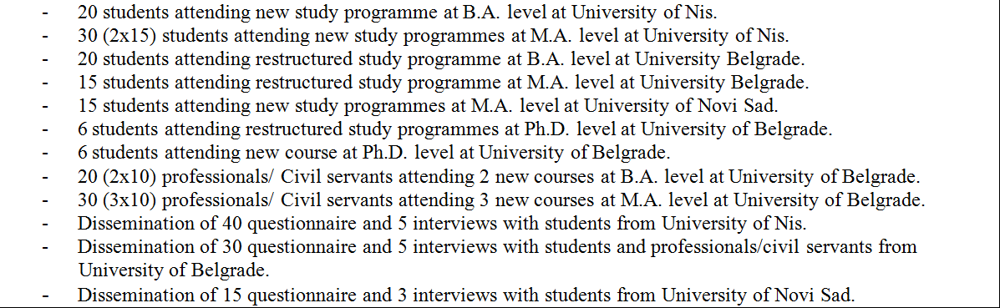 - 20 students attending new study programme at B.A. level at University of Nis.
- 30 (2x15) students attending new study programmes at M.A. level at University of Nis.
- 20 students attending restructured study programme at B.A. level at University Belgrade.
- 15 students attending restructured study programme at M.A. level at University Belgrade.
- 15 students attending new study programmes at M.A. level at University of Novi Sad.
- 6 students attending restructured study programmes at Ph.D. level at University of Belgrade.
- 6 students attending new course at Ph.D. level at University of Belgrade.
- 20 (2x10) professionals/ Civil servants attending 2 new courses at B.A. level at University of Belgrade.
- 30 (3x10) professionals/ Civil servants attending 3 new courses at M.A. level at University of Belgrade.
- Dissemination of 40 questionnaire and 5 interviews with students from University of Nis.
- Dissemination of 30 questionnaire and 5 interviews with students and professionals/civil servants from
University of Belgrade.
- Dissemination of 15 questionnaire and 3 interviews with students from University of Novi Sad.